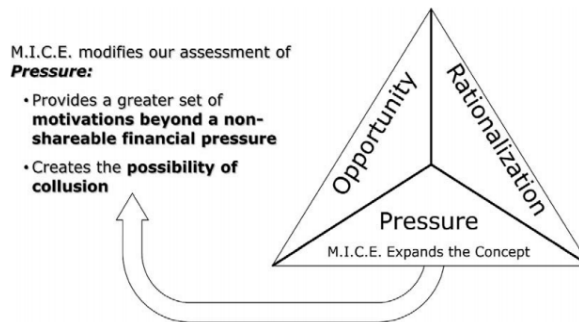 M.I.C.E. modifies our assessment of
Pressure:
•Provides a greater set of
motivations beyond a non-
shareable financial pressure
•Creates the possibility of
collusion
Opportunity
Rationalization
Pressure
M.I.C.E. Expands the Concept